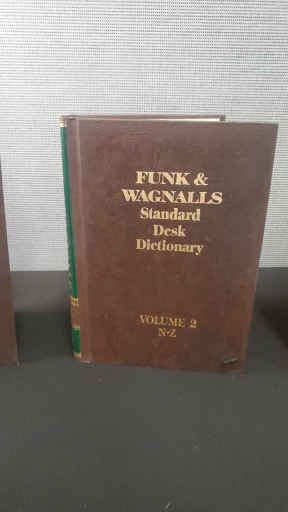 FUNK &
WAGNALLS
Standard
Desk
Dictionary
VOLUME 2
N-Z